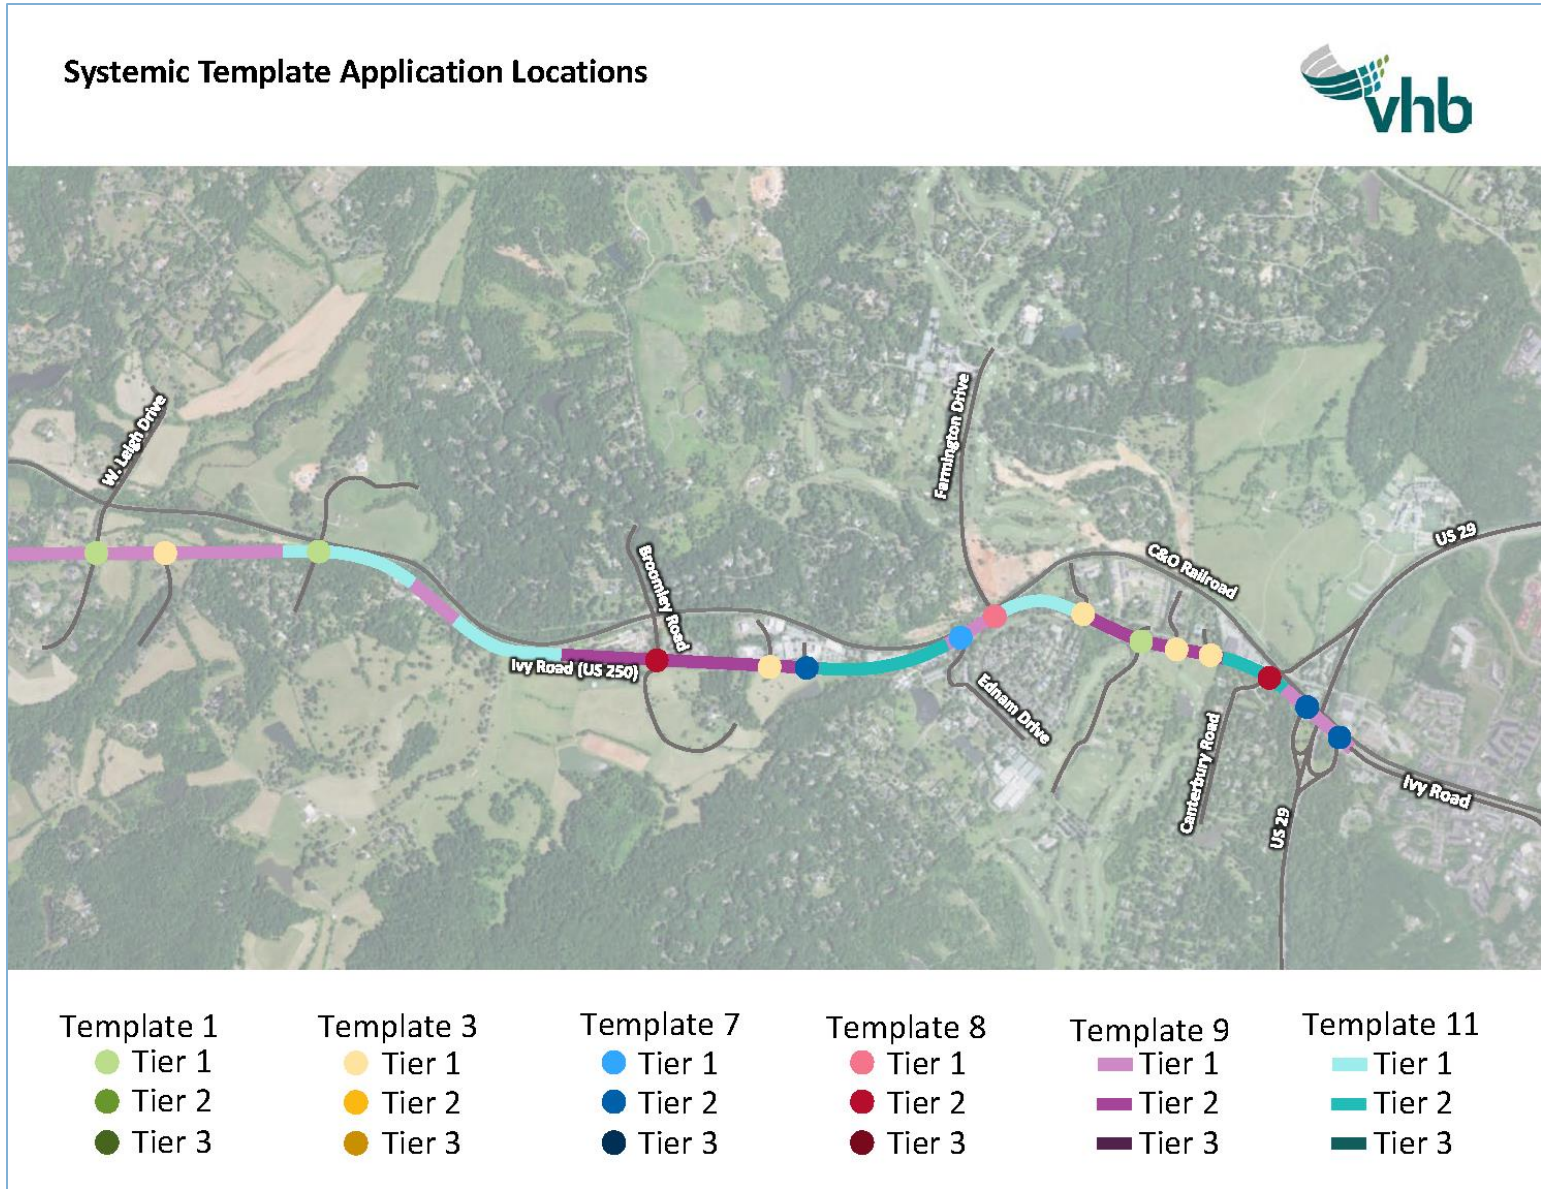 Systemic Template Application Locations
vhb
W. Leigh Drive
Farmington Drive
US 29
C&O Railroad
Broomley Road
Ivy Road (US 250)
Ednam Drive
Canterbury Road
US 29
Ivy Road
Template 1
Tier 1
Tier 2
Tier 3
Template 3
Tier 1
Tier 2
Tier 3
Template 7
Tier 1
Tier 2
Tier 3
Template 8
Tier 1
Tier 2
Tier 3
Template 9
Tier 1
Tier 2
Tier 3
Template 11
Tier 1
Tier 2
Tier 3